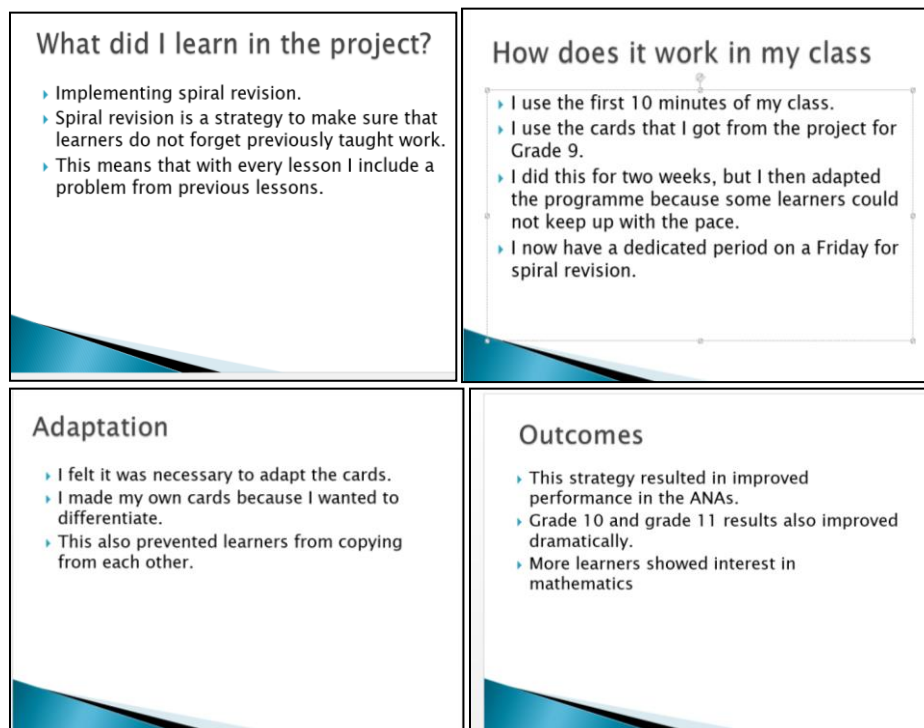 What did I learn in the project?
Implementing spiral revision.
Spiral revision is a strategy to make sure that
learners do not forget previously taught work.
This means that with every lesson I include a
problem from previous lessons.
How does it work in my class
I use the first 10 minutes of my class.
I use the cards that I got from the project for
Grade 9.
I did this for two weeks, but I then adapted
the programme because some learners could
not keep up with the pace.
I now have a dedicated period on a Friday for
spiral revision.
Adaptation
I felt it was necessary to adapt the cards.
I made my own cards because I wanted to
differentiate.
This also prevented learners from copying
from each other.
Outcomes
This strategy resulted in improved
performance in the ANAs.
Grade 10 and grade 11 results also improved
dramatically.
More learners showed interest in
mathematics